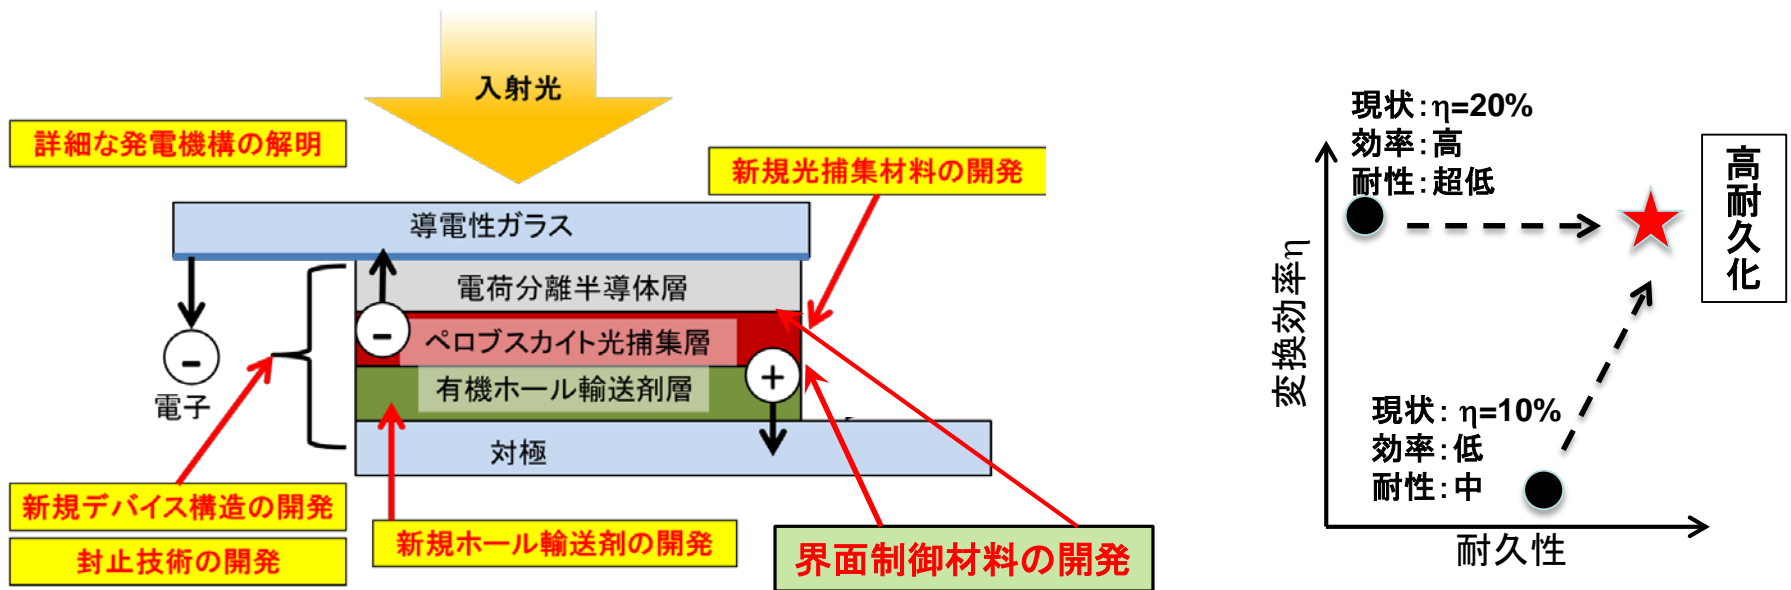 入射光
詳細な発電機構の解明
新規光捕集材料の開発
導電性ガラス
電荷分離半導体層
-
ペロブスカイト光捕集層
-
+
有機ホール輸送剤層
電子
対極
新規デバイス構造の開発
封止技術の開発
新規ホール輸送剤の開発
界面制御材料の開発
現状：η=20%
効率：高
耐性：超低
高耐久化
変換効率η
現状： η=10%
効率：低
耐性：中
耐久性